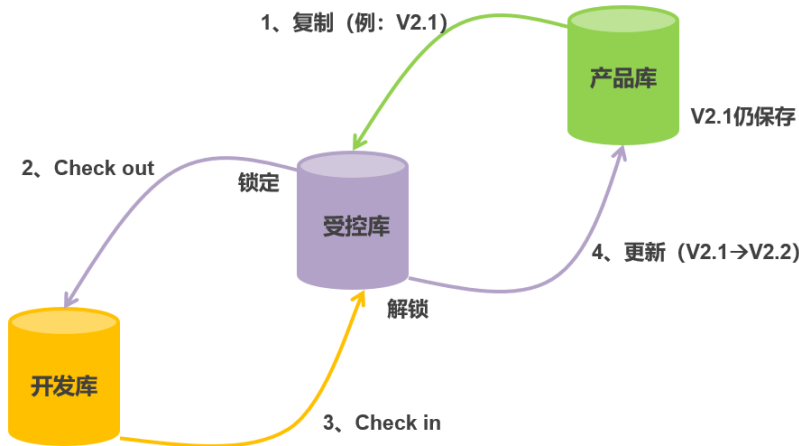 1、复制（例：V2.1）
产品库
V2.1仍保存
2、Check out
锁定
受控库
4、更新（V2.1→V2.2）
解锁
开发库
3、Check in